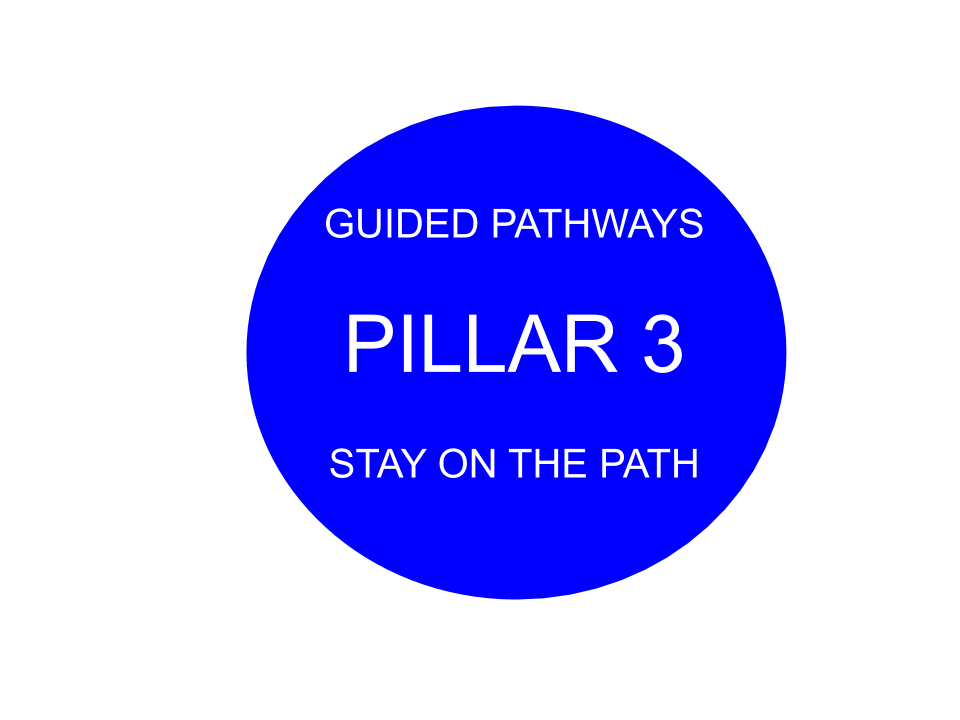 GUIDED PATHWAYS
PILLAR 3
STAY ON THE PATH